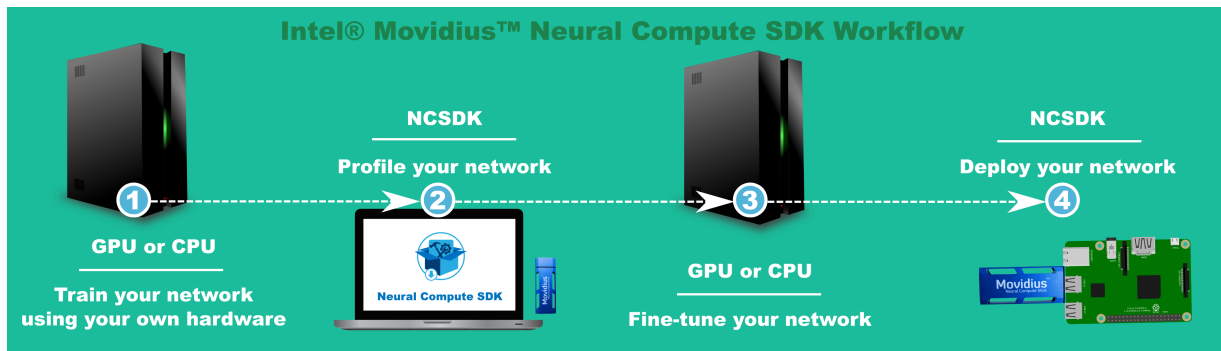 Intel® Movidius™ Neural Compute SDK Workflow
1
GPU or CPU
Train your network
using your own hardware
NCSDK
Profile your network
2
Neural Compute SDK
Movidius
3
GPU or CPU
Fine-tune your network
NCSDK
Deploy your network
4
Movidius
Neural Compute Stick